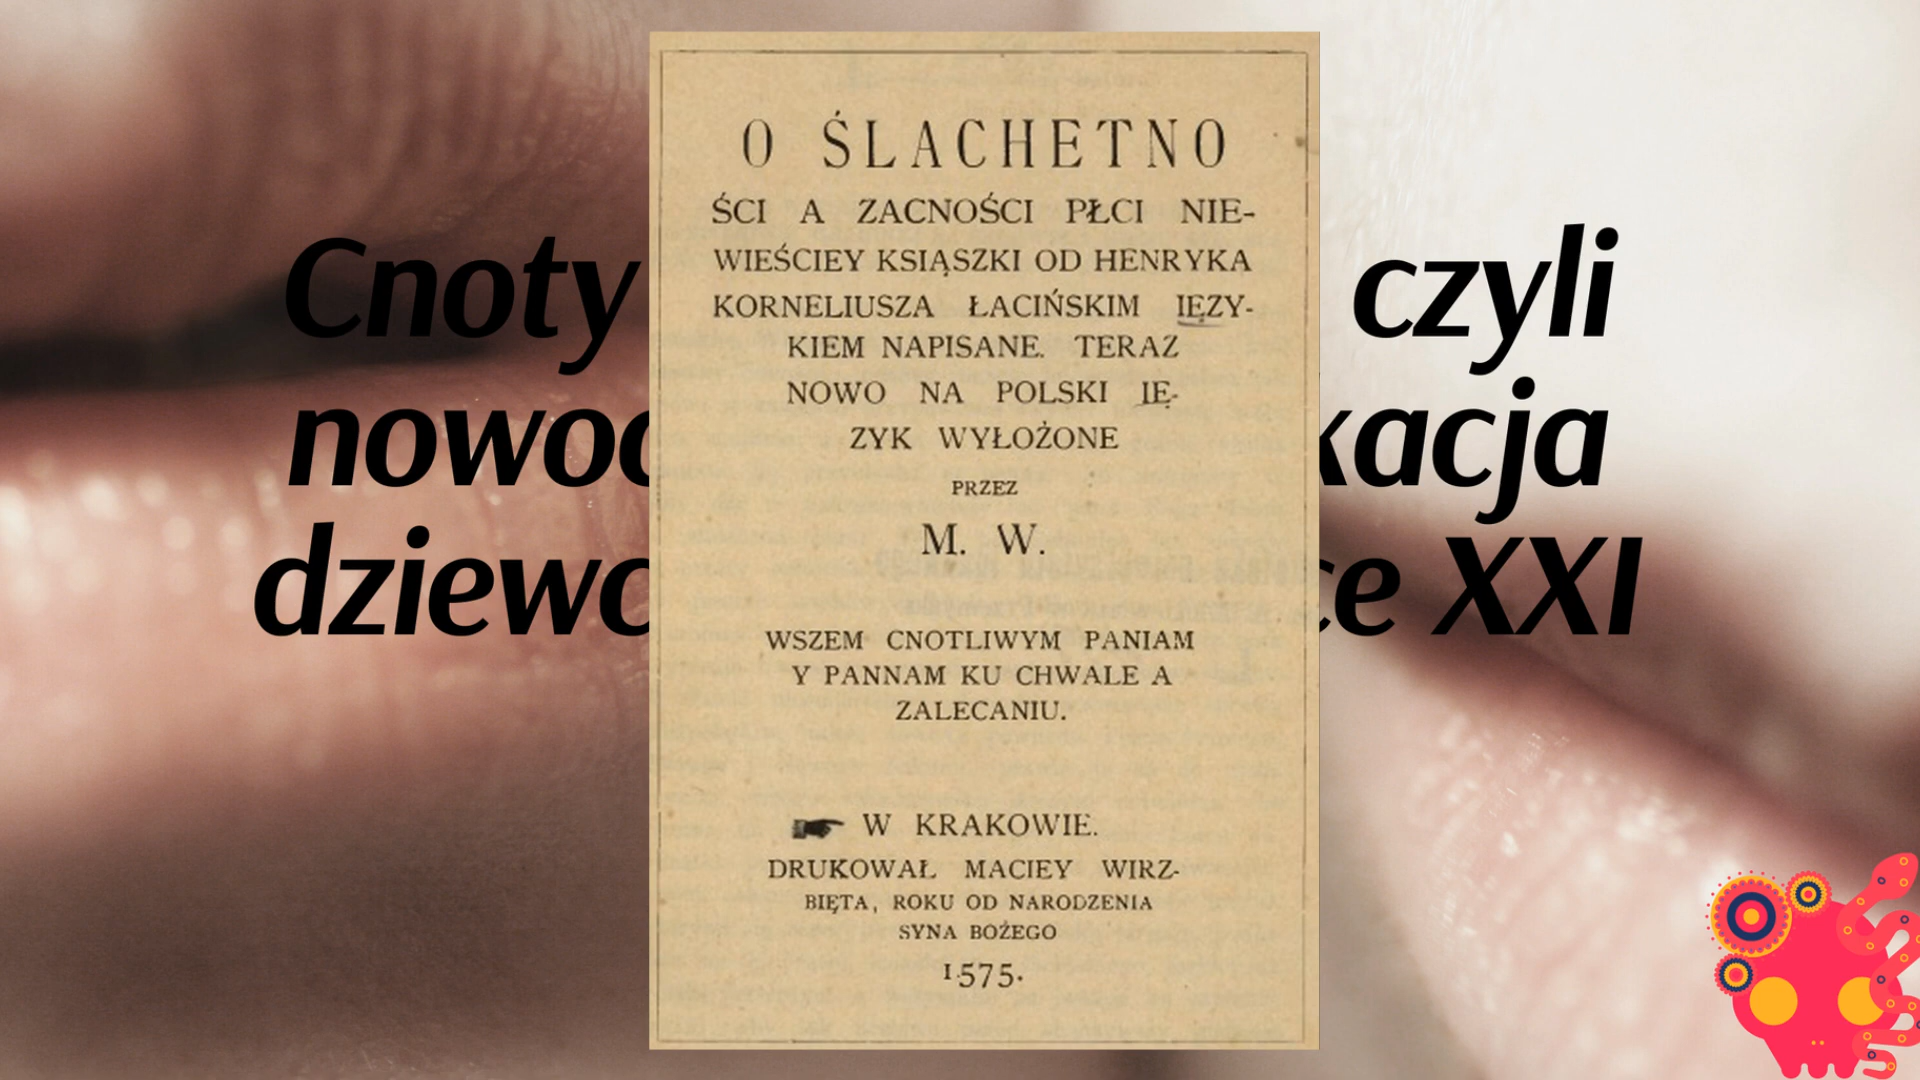 Cnoty czyli
nowoc kacja
dziewc ce XXI
O ŚLACHETNO
ŚCI A ZACNOŚCI PŁCI NIE-
WIEŚCIEY KSIĄSZKI OD HENRYKA
KORNELIUSZA ŁACIŃSKIM IĘZY-
KIEM NAPISANE. TERAZ
NOWO NA POLSKI IĘ-
ZYK WYŁOŻONE
PRZEZ
M. W.
WSZEM CNOTLIWYM PANIAM
Y PANNAM KU CHWALE A
ZALECANIU.
W KRAKOWIE.
DRUKOWAŁ MACIEY WIRZ-
BIĘTA, ROKU OD NARODZENIA
SYNA BOŻEGO
1575.